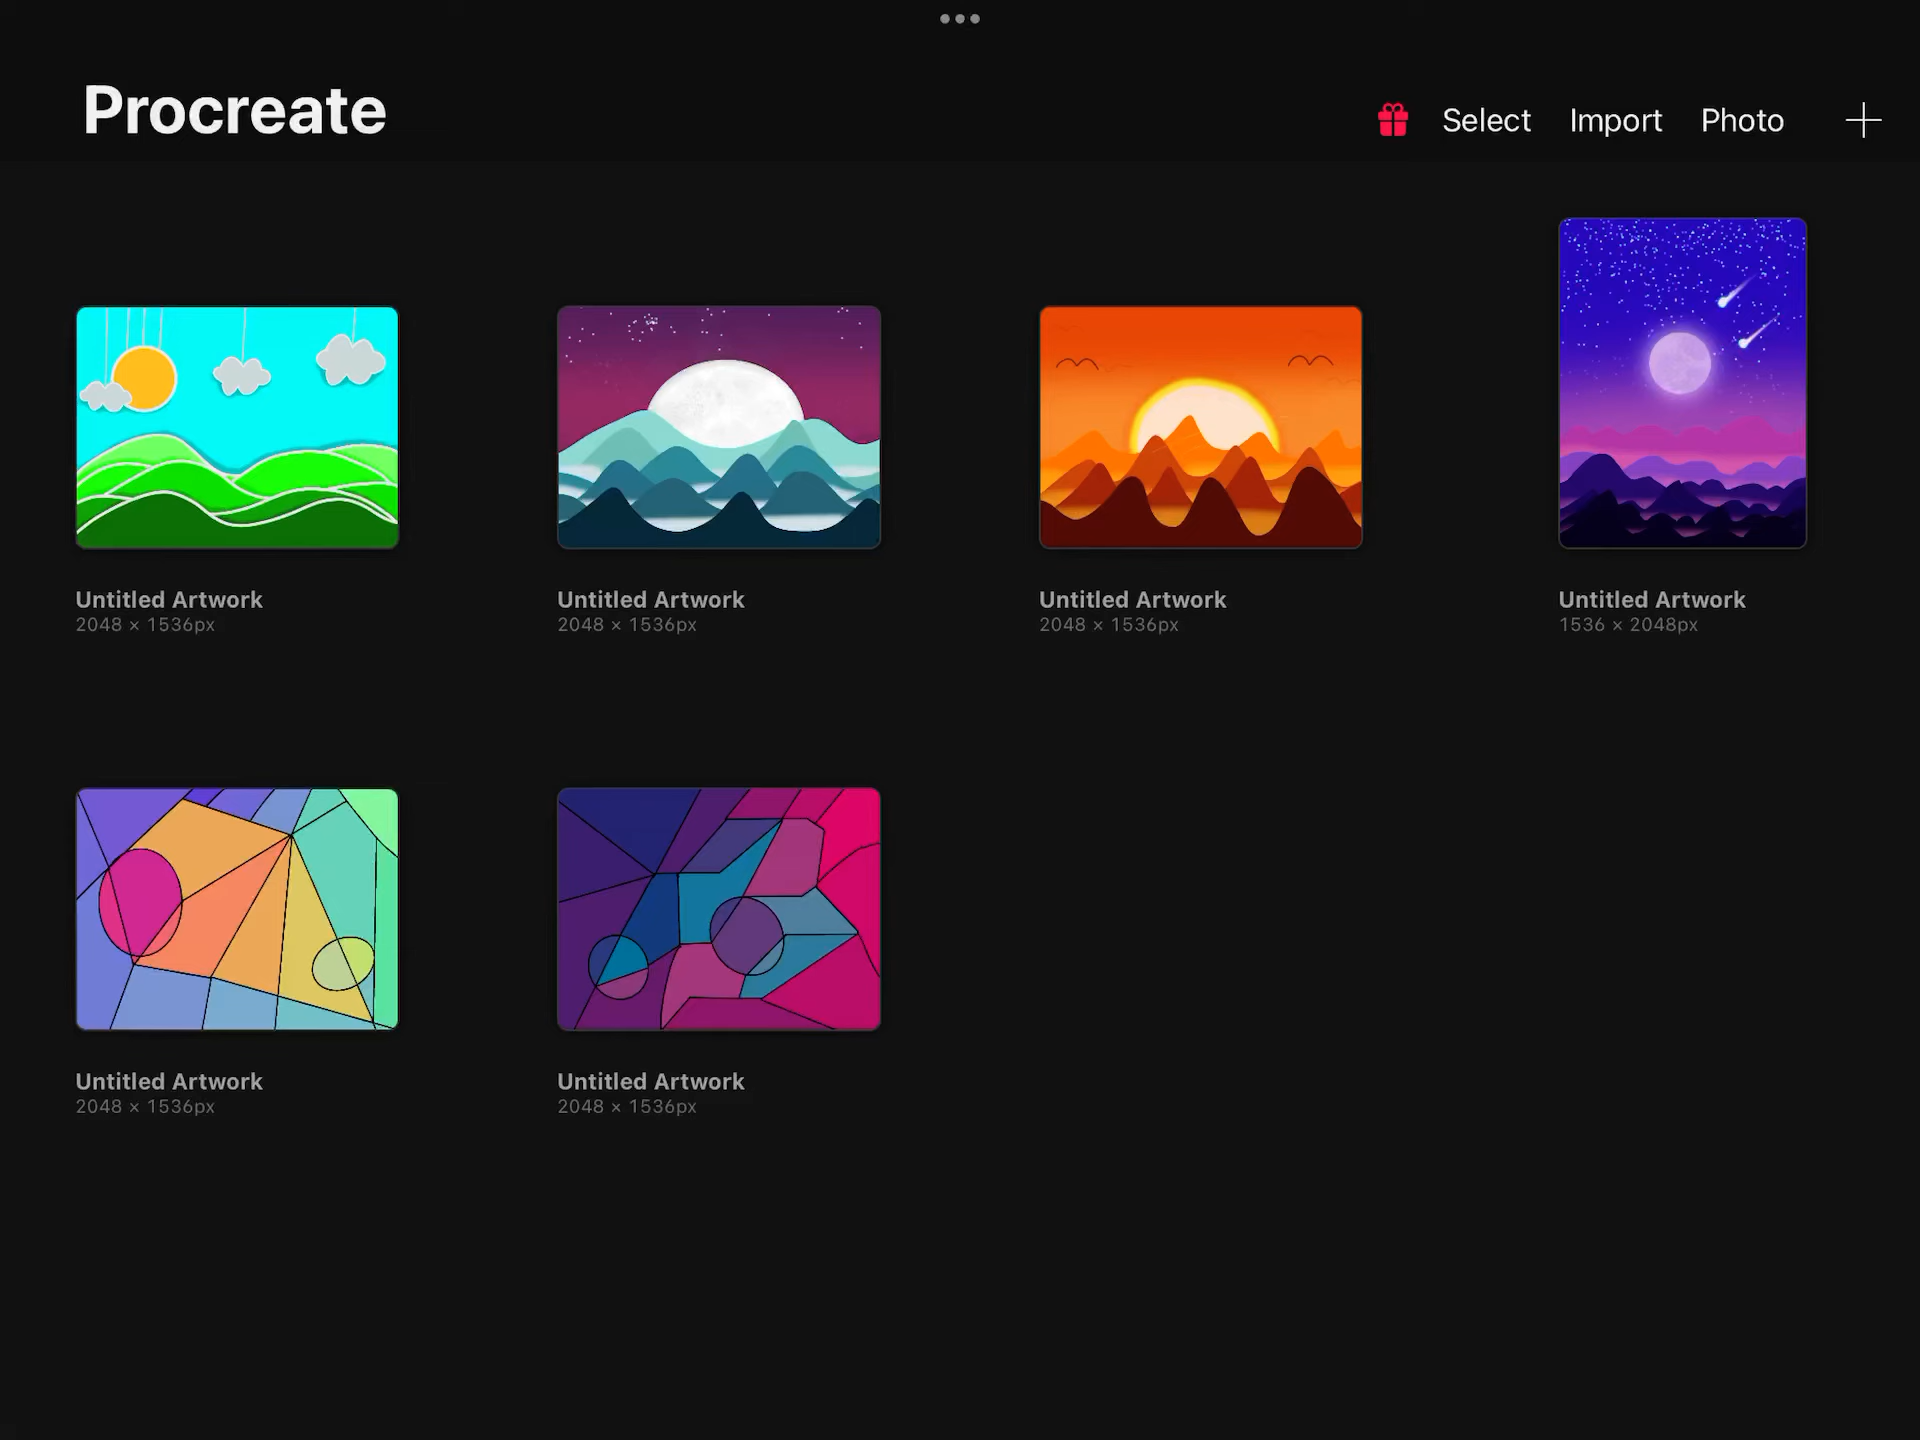 Procreate
Select Import Photo
Untitled Artwork
2048 × 1536px
Untitled Artwork
2048 × 1536px
Untitled Artwork
2048 × 1536px
Untitled Artwork
1536 × 2048px
Untitled Artwork
2048 × 1536px
Untitled Artwork
2048 × 1536px